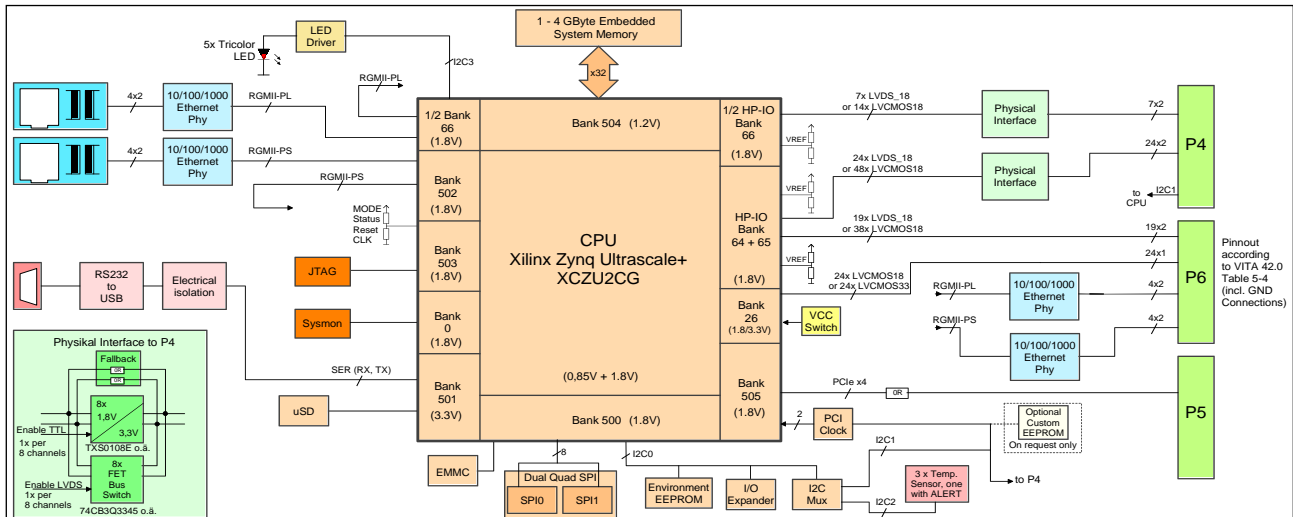 1 - 4 GByte Embedded
System Memory
x32
LED
Driver
5x Tricolor
LED
I2C3
RGMII-PL
4x2
10/100/1000
Ethernet
Phy
RGMII-PL
4x2
10/100/1000
Ethernet
Phy
RGMII-PS
RGMII-PS
MODE
Status
Reset
CLK
JTAG
Sysmon
RS232
to
USB
Electrical
isolation
SER (RX, TX)
uSD
1/2 Bank
66
(1.8V)
Bank
502
(1.8V)
Bank
503
(1.8V)
Bank
0
(1.8V)
Bank
501
(3.3V)
Bank 504 (1.2V)
CPU
Xilinx Zynq Ultrascale+
XCZU2CG
(0,85V + 1.8V)
Bank 500 (1.8V)
1/2 HP-IO
Bank
66
(1.8V)
HP-IO
Bank
64 + 65
(1.8V)
Bank
26
(1.8/3.3V)
Bank
505
(1.8V)
7x LVDS_18
or 14x LVCMOS18
Physical
Interface
7x2
P4
VREF
24x LVDS_18
or 48x LVCMOS18
Physical
Interface
24x2
VREF
to
CPU
I2C1
19x LVDS_18
or 38x LVCMOS18
19x2
VREF
24x LVCMOS18
or 24x LVCMOS33
24x1
P6
Pinnout
according
to VITA 42.0
Table 5-4
(incl. GND
Connections)
RGMII-PL
10/100/1000
Ethernet
Phy
4x2
RGMII-PS
10/100/1000
Ethernet
Phy
4x2
VCC
Switch
PCIe x4
0R
P5
2
PCI
Clock
Optional
Custom
EEPROM
On request only
I2C1
to P4
I2C2
3 x Temp.
Sensor, one
with ALERT
EMMC
8
Dual Quad SPI
SPI0
SPI1
I2C0
Environment
EEPROM
I/O
Expander
I2C
Mux
Physikal Interface to P4
Fallback
0R
0R
8x
1,8V
3,3V
Enable TTL
1x per
8 channels
TXS0108E o.ä.
8x
FET
Bus
Switch
Enable LVDS
1x per
8 channels
74CB3Q3345 o.ä.